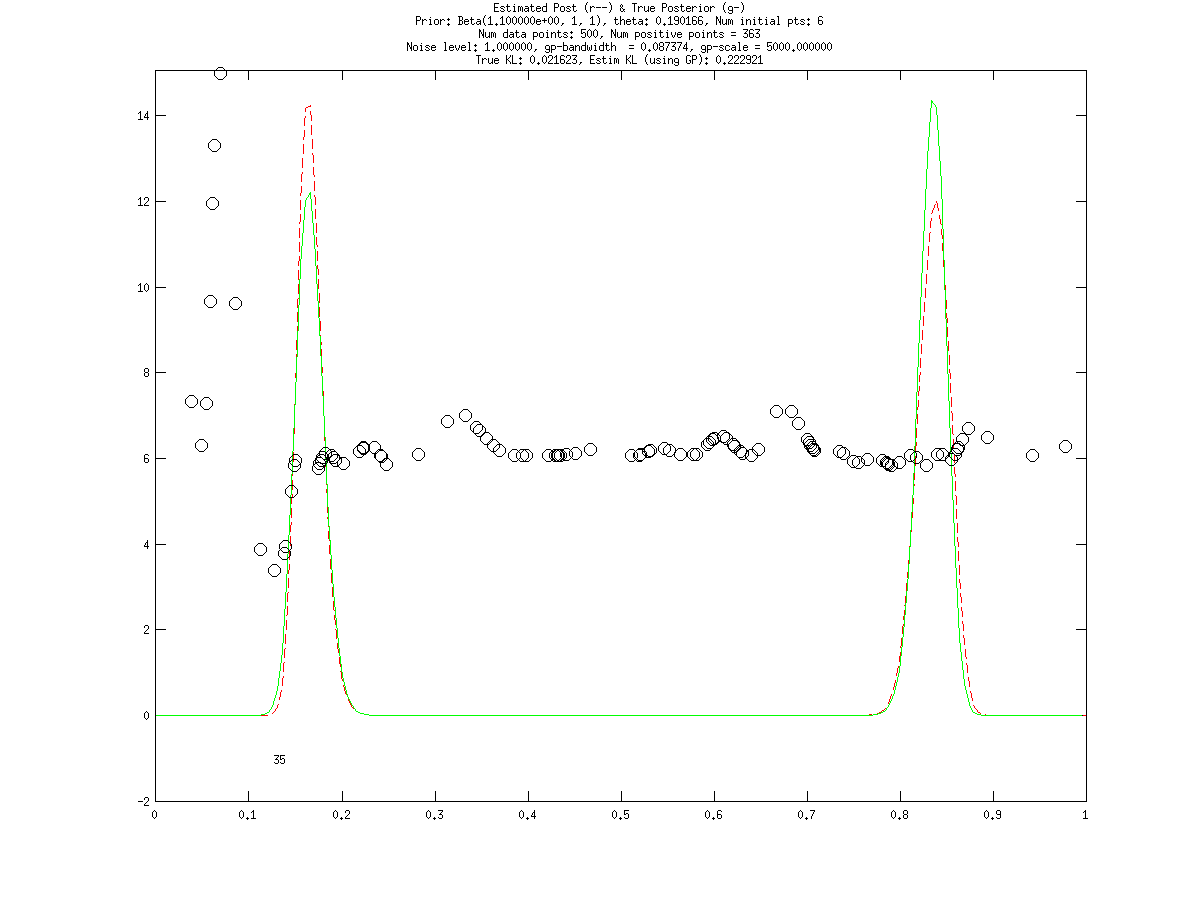 Estimated Post (r--) & True Posterior (g-)
Prior: Beta(1.100000e+00, 1, 1), theta: 0.190166, Num initial pts: 6
Num data points: 500, Num positive points = 363
Noise level: 1.000000, gp-bandwidth  = 0.087374, gp-scale = 5000.000000
True KL: 0.021623, Estim KL (using GP): 0.222921
14
12
10
8
6
4
2
0
35
-2
0 0.1 0.2 0.3 0.4 0.5 0.6 0.7 0.8 0.9 1